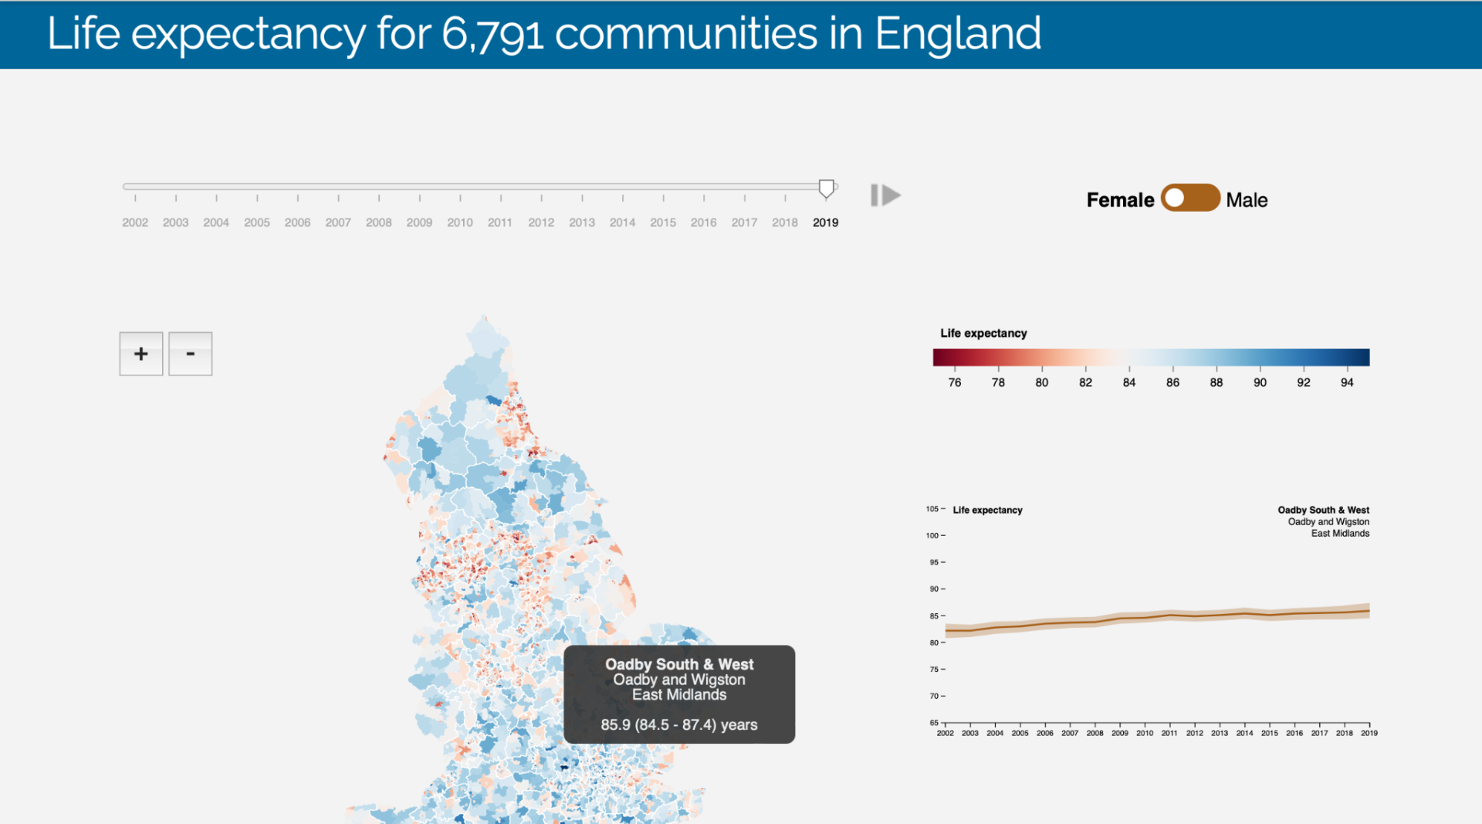 Life expectancy for 6,791 communities in England
2002 2003 2004 2005 2006 2007 2008 2009 2010 2011 2012 2013 2014 2015 2016 2017 2018 2019
Female Male
+ -
Life expectancy
76 78 80 82 84 86 88 90 92 94
Oadby South & West
Oadby and Wigston
East Midlands
85.9 (84.5 - 87.4) years
Life expectancy
Oadby South & West
Oadby and Wigston
East Midlands
105
100
95
90
85
80
75
70
65
2002 2003 2004 2005 2006 2007 2008 2009 2010 2011 2012 2013 2014 2015 2016 2017 2018 2019